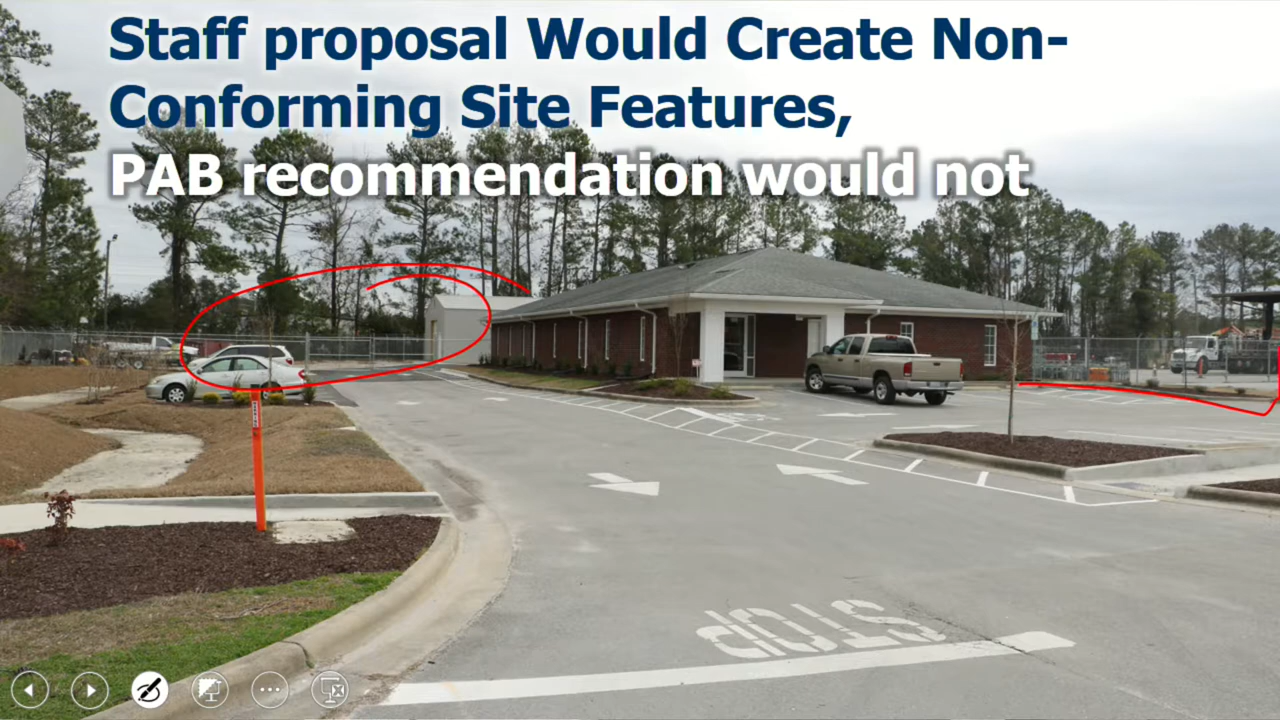 Staff proposal Would Create Non-
Conforming Site Features,
PAB recommendation would not
STOP